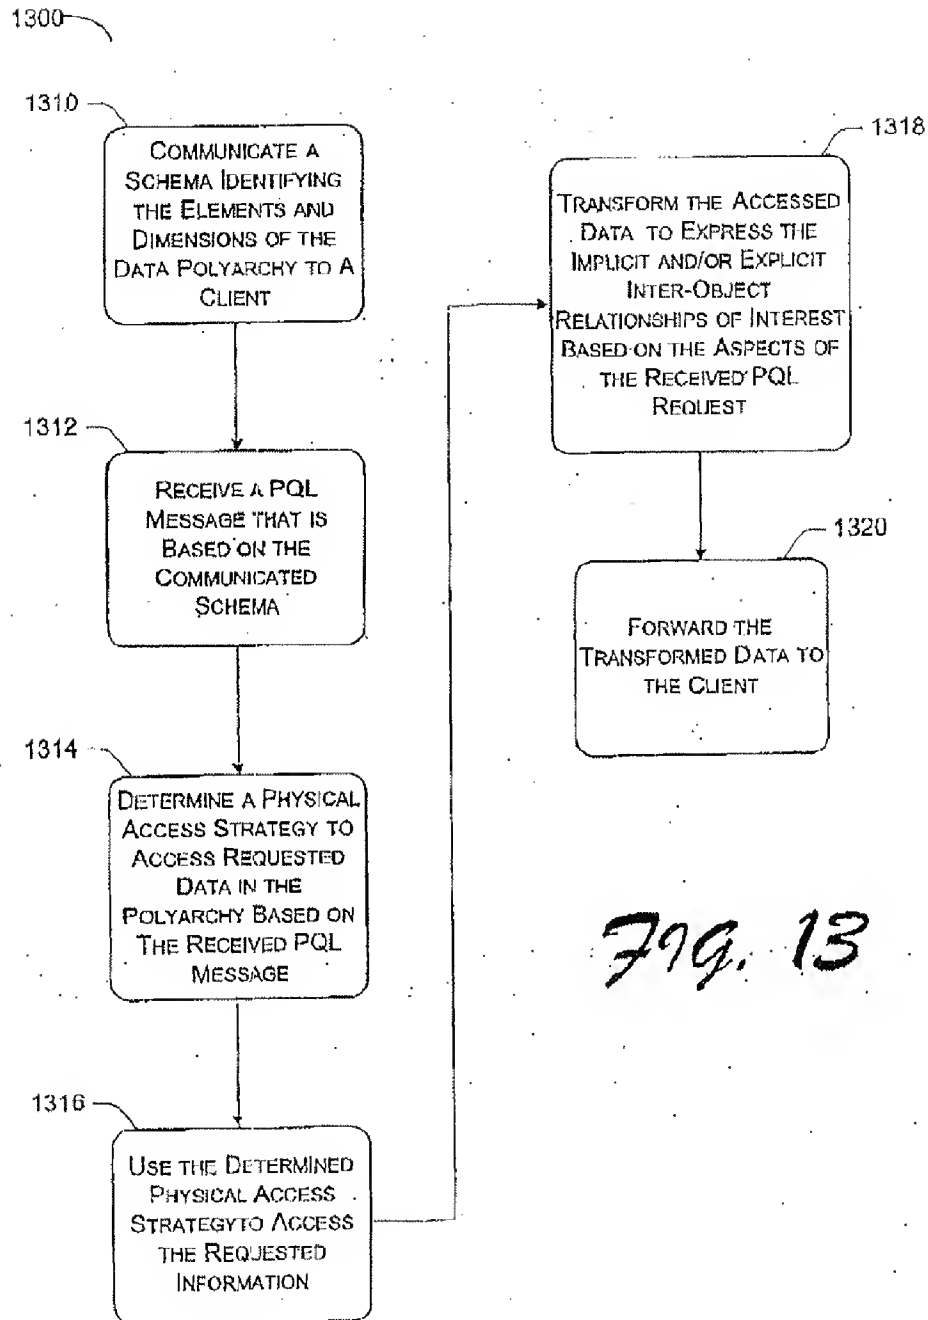 1300
1310
COMMUNICATE A
SCHEMA IDENTIFYING
THE ELEMENTS AND
DIMENSIONS OF THE
DATA POLYARCHY TO A
CLIENT
1312
RECEIVE A PQL
MESSAGE THAT IS
BASED ON THE
COMMUNICATED
SCHEMA
1314
DETERMINE A PHYSICAL
ACCESS STRATEGY TO
ACCESS REQUESTED
DATA IN THE
POLYARCHY BASED ON
THE RECEIVED PQL
MESSAGE
1316
USE THE DETERMINED
PHYSICAL ACCESS
STRATEGYTO ACCESS
THE REQUESTED
INFORMATION
1318
TRANSFORM THE ACCESSED
DATA TO EXPRESS THE
IMPLICIT AND/OR EXPLICIT
INTER-OBJECT
RELATIONSHIPS OF INTEREST
BASED ON THE ASPECTS OF
THE RECEIVED PQL
REQUEST
1320
FORWARD THE
TRANSFORMED DATA TO
THE CLIENT
FIG. 13